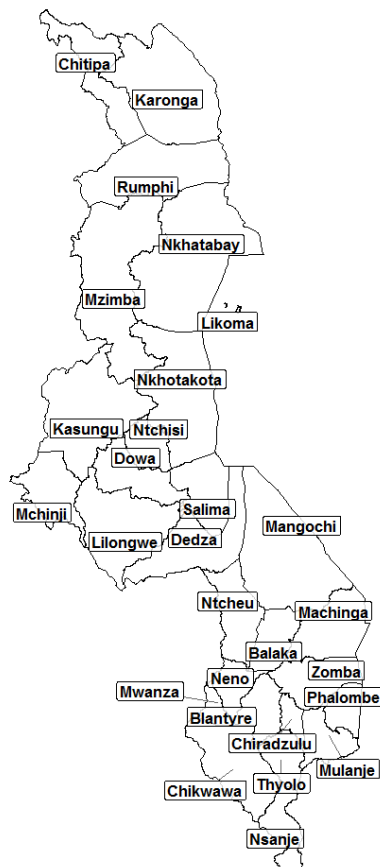 Chitipa
Karonga
Rumphi
Nkhatabay
Mzimba
Likoma
Nkhotakota
Kasungu
Ntchisi
Dowa
Mchinji
Salima
Mangochi
Lilongwe
Dedza
Ntcheu
Machinga
Balaka
Zomba
Neno
Mwanza
Phalombe
Blantyre
Chiradzulu
Mulanje
Chikwawa
Thyolo
Nsanje